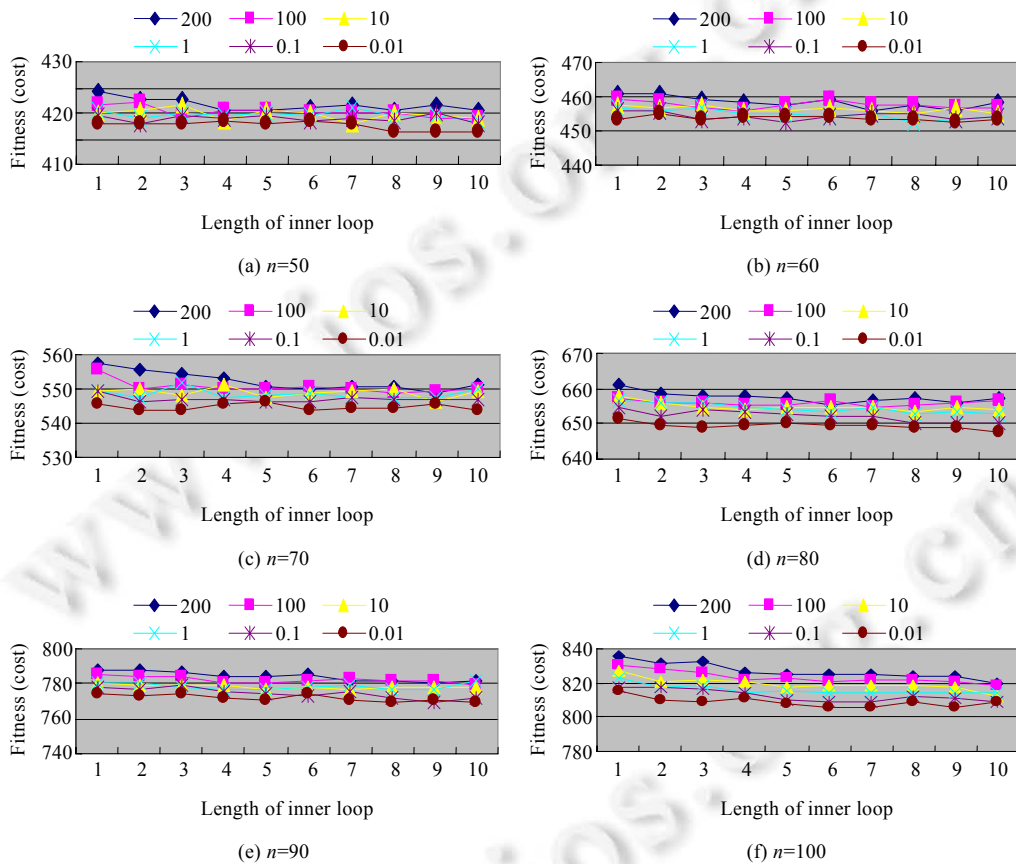 200 100 10
1 0.1 0.01
Fitness (cost)
430
420
410
1 2 3 4 5 6 7 8 9 10
Length of inner loop
(a) n=50
200 100 10
1 0.1 0.01
Fitness (cost)
470
460
450
440
1 2 3 4 5 6 7 8 9 10
Length of inner loop
(b) n=60
200 100 10
1 0.1 0.01
Fitness (cost)
560
550
540
530
1 2 3 4 5 6 7 8 9 10
Length of inner loop
(c) n=70
200 100 10
1 0.1 0.01
Fitness (cost)
670
660
650
640
1 2 3 4 5 6 7 8 9 10
Length of inner loop
(d) n=80
200 100 10
1 0.1 0.01
Fitness (cost)
800
780
760
740
1 2 3 4 5 6 7 8 9 10
Length of inner loop
(e) n=90
200 100 10
1 0.1 0.01
Fitness (cost)
840
820
800
780
1 2 3 4 5 6 7 8 9 10
Length of inner loop
(f) n=100